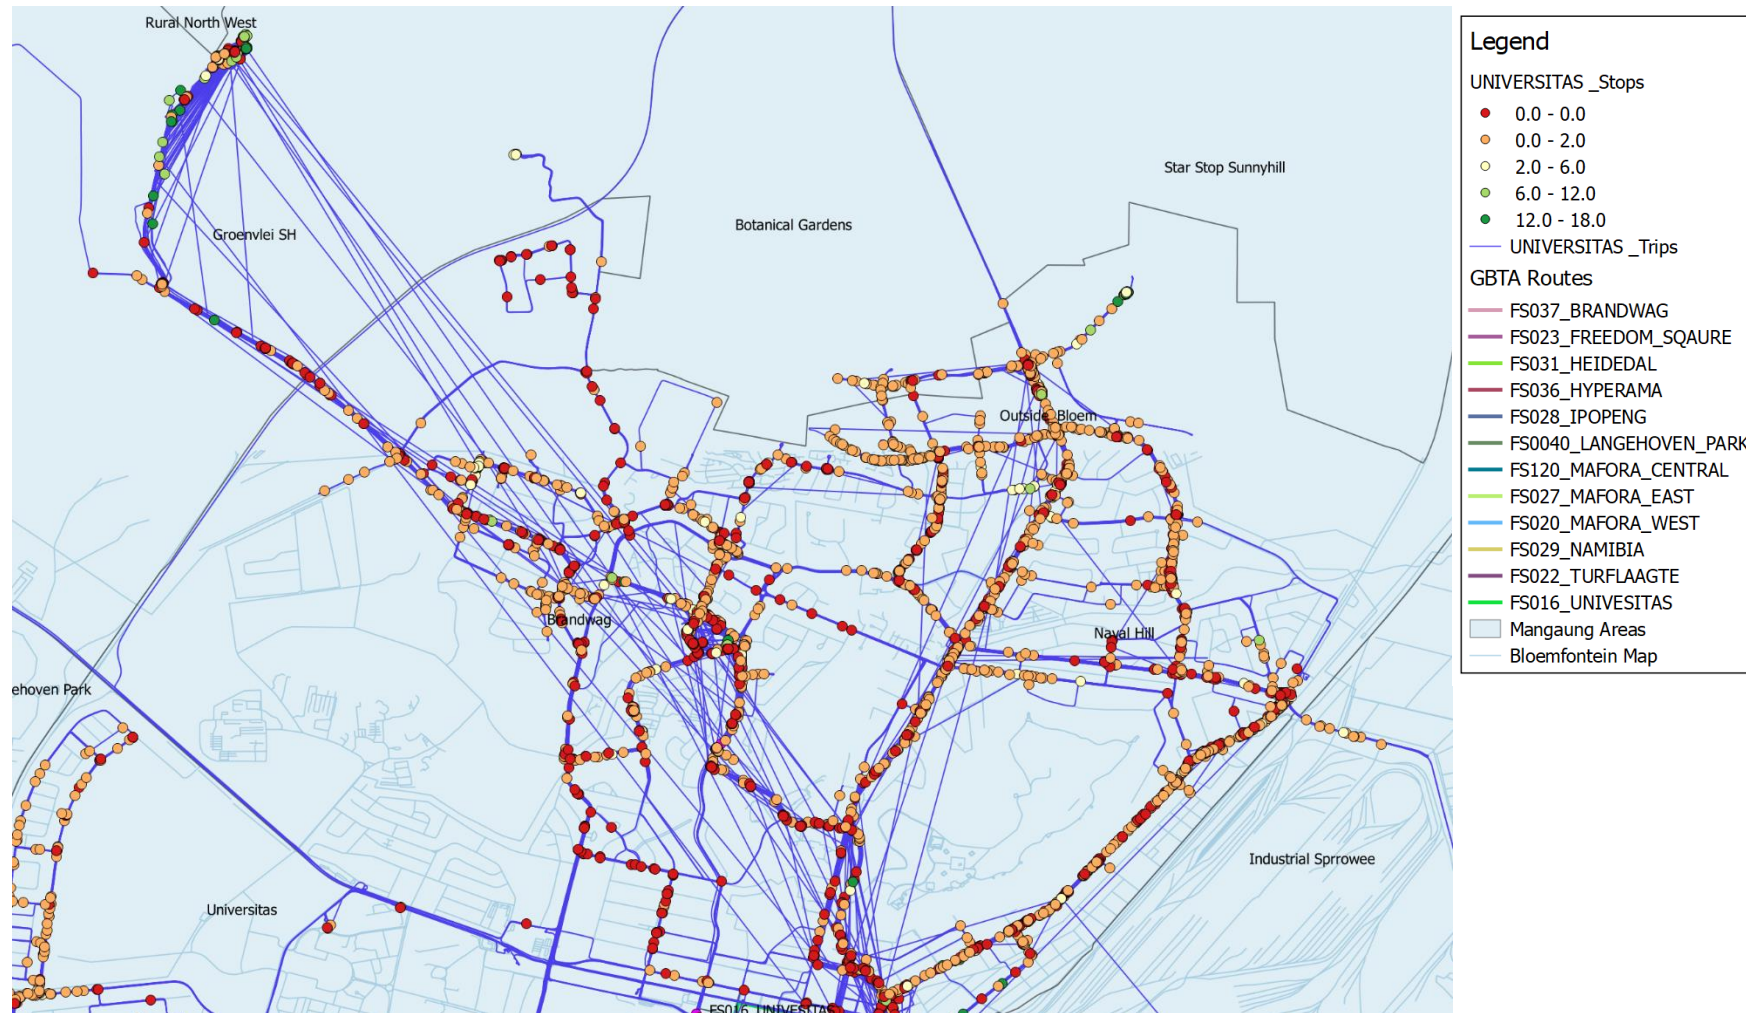 Rural North West
Star Stop Sunnyhill
Botanical Gardens
Groenvlei SH
Outside Bloem
Brandwag
Naval Hill
ehoven Park
Industial Sprrowee
Universitas
FS016_UNIVESITAS
Legend
UNIVERSITAS _Stops
0.0 - 0.0
0.0 - 2.0
2.0 - 6.0
6.0 - 12.0
12.0 - 18.0
UNIVERSITAS _Trips
GBTA Routes
FS037_BRANDWAG
FS023_FREEDOM_SQAURE
FS031_HEIDEDAL
FS036_HYPERAMA
FS028_IPOPENG
FS0040_LANGEHOVEN_PARK
FS120_MAFORA_CENTRAL
FS027_MAFORA_EAST
FS020_MAFORA_WEST
FS029_NAMIBIA
FS022_TURFLAAGTE
FS016_UNIVESITAS
Mangaung Areas
Bloemfontein Map